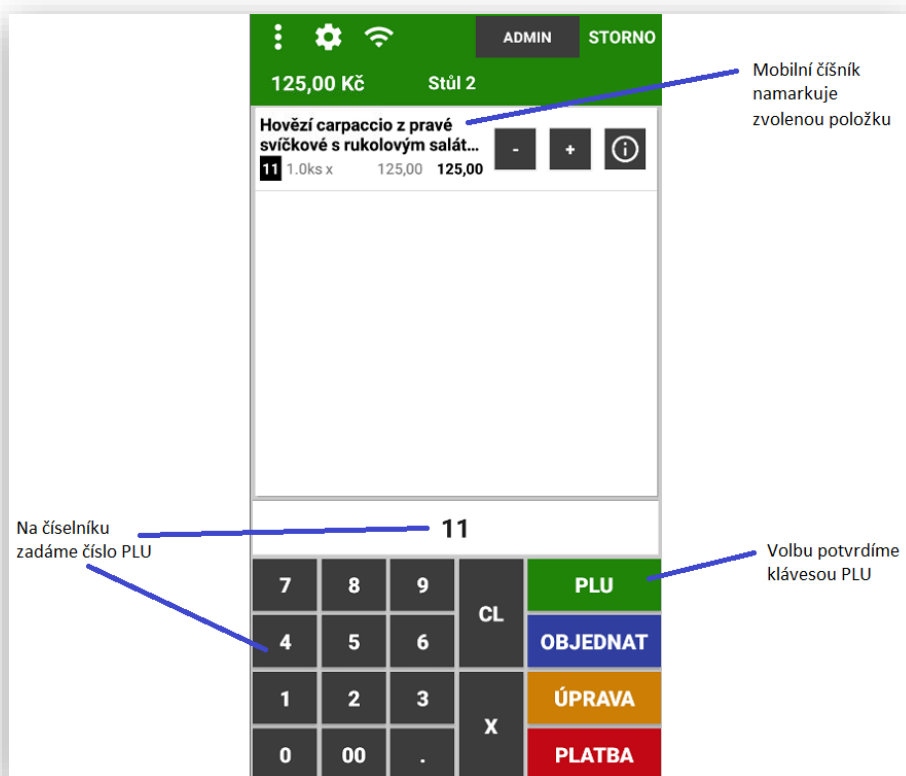 ADMIN STORNO
125,00 Kč Stůl 2
Hovězí carpaccio z pravé
svíčkové s rukolovým salát...
11 1.0ks x 125,00 125,00
- +
Mobilní číšník
namarkuje
zvolenou položku
Na číselníku
zadáme číslo PLU
11
Volbu potvrdíme
klávesou PLU
7 8 9 CL PLU
4 5 6 OBJEDNAT
1 2 3 X ÚPRAVA
0 00 . PLATBA